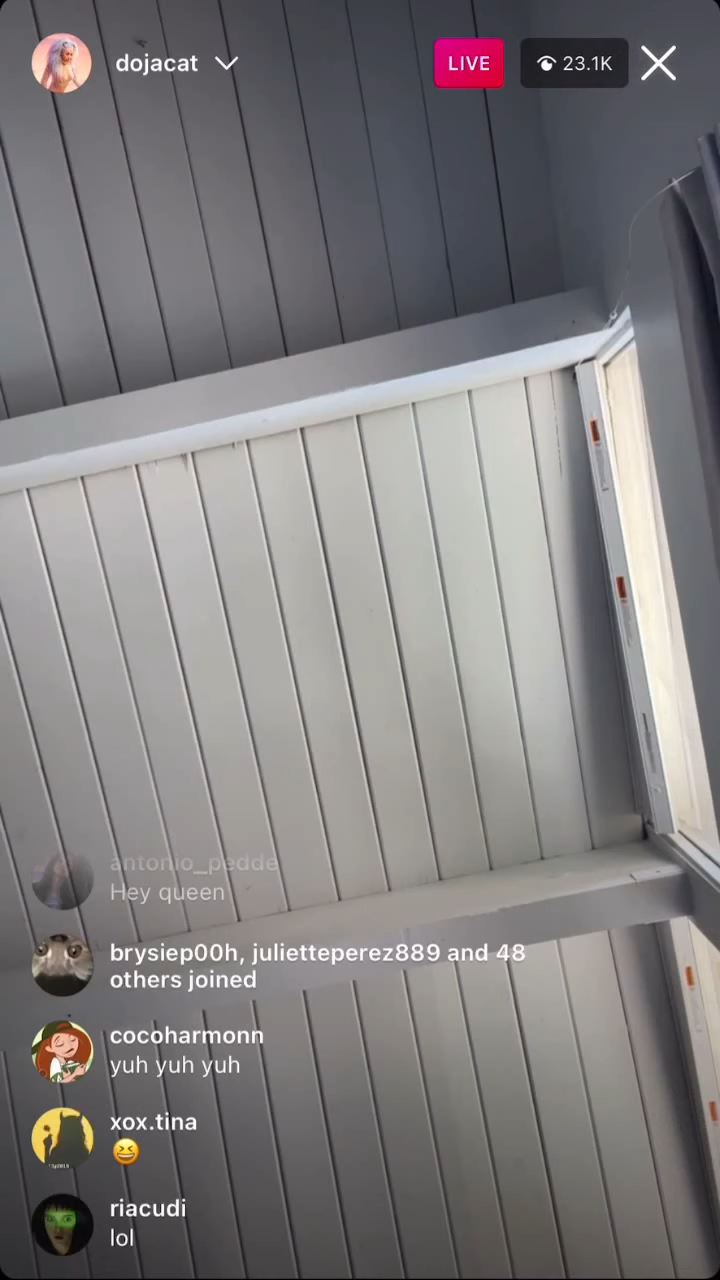 dojacat
LIVE
23.1K
antonio_pedde
Hey queen
brysiep00h, julietteperez889 and 48
others joined
cocoharmonn
yuh yuh yuh
xox.tina
😆
riacudi
lol